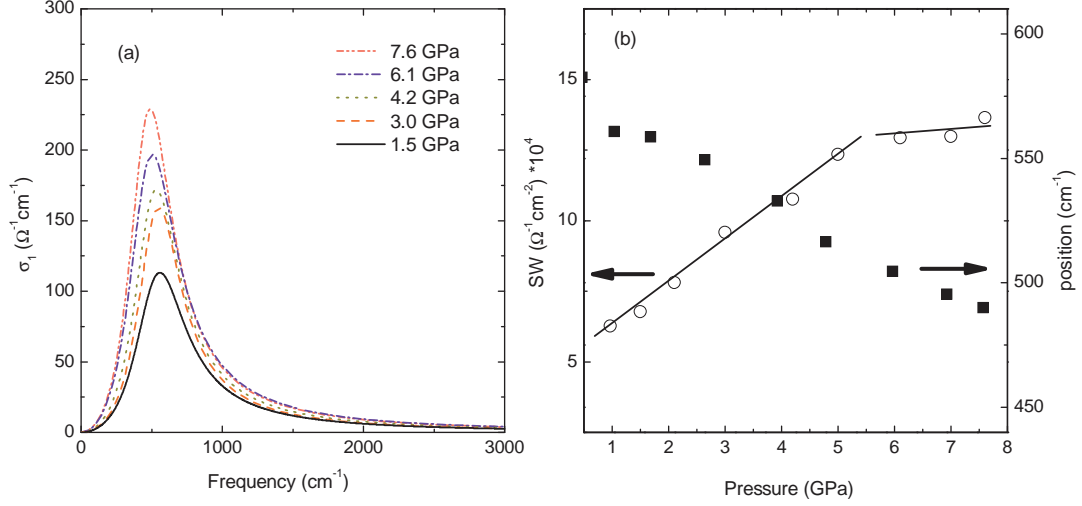 300
250
200
150
100
50
0
σ1 (Ω-1cm-1)
(a)
7.6 GPa
6.1 GPa
4.2 GPa
3.0 GPa
1.5 GPa
0 1000 2000 3000
Frequency (cm-1)
(b)
15
10
5
SW (Ω-1cm-2) *10^4
600
550
500
450
position (cm-1)
1 2 3 4 5 6 7 8
Pressure (GPa)